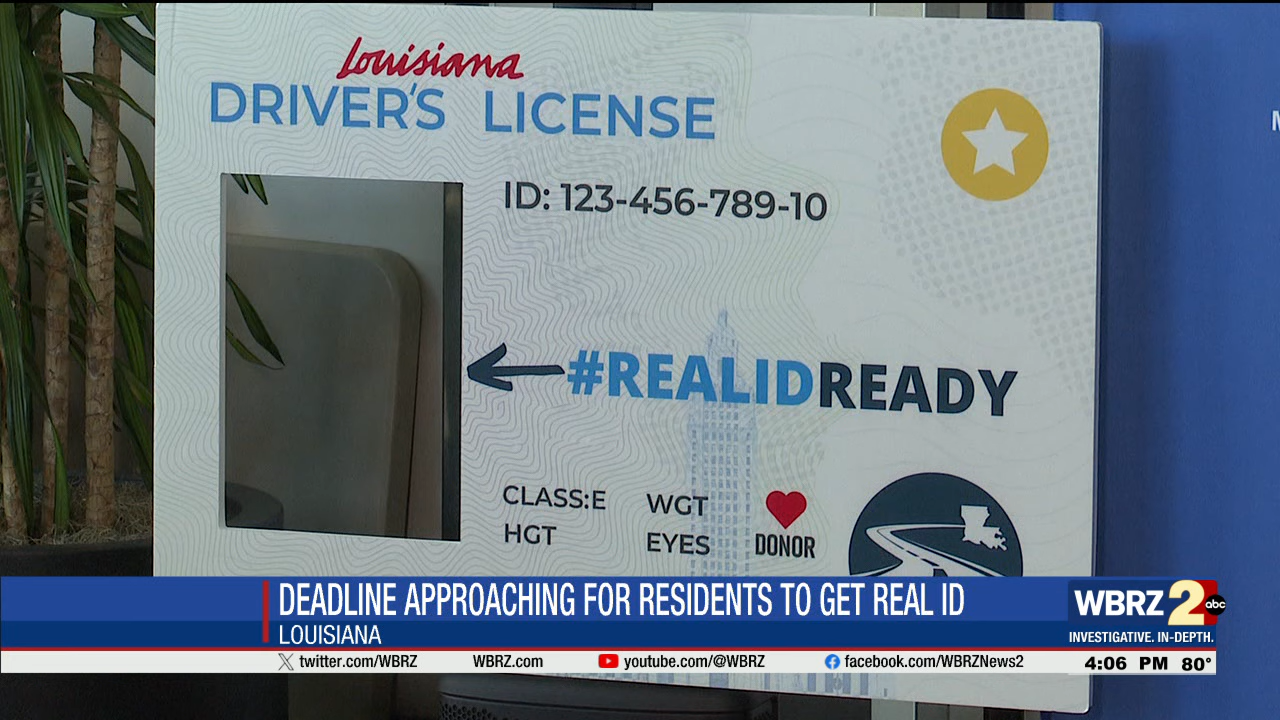 Louisiana
DRIVER'S LICENSE
ID: 123-456-789-10
#REALIDREADY
CLASS:E WGT
HGT EYES
DONOR
DEADLINE APPROACHING FOR RESIDENTS TO GET REAL ID
LOUISIANA
WBRZ 2 abc
INVESTIGATIVE. IN-DEPTH.
twitter.com/WBRZ WBRZ.com youtube.com/@WBRZ facebook.com/WBRZNews2 4:06 PM 80°